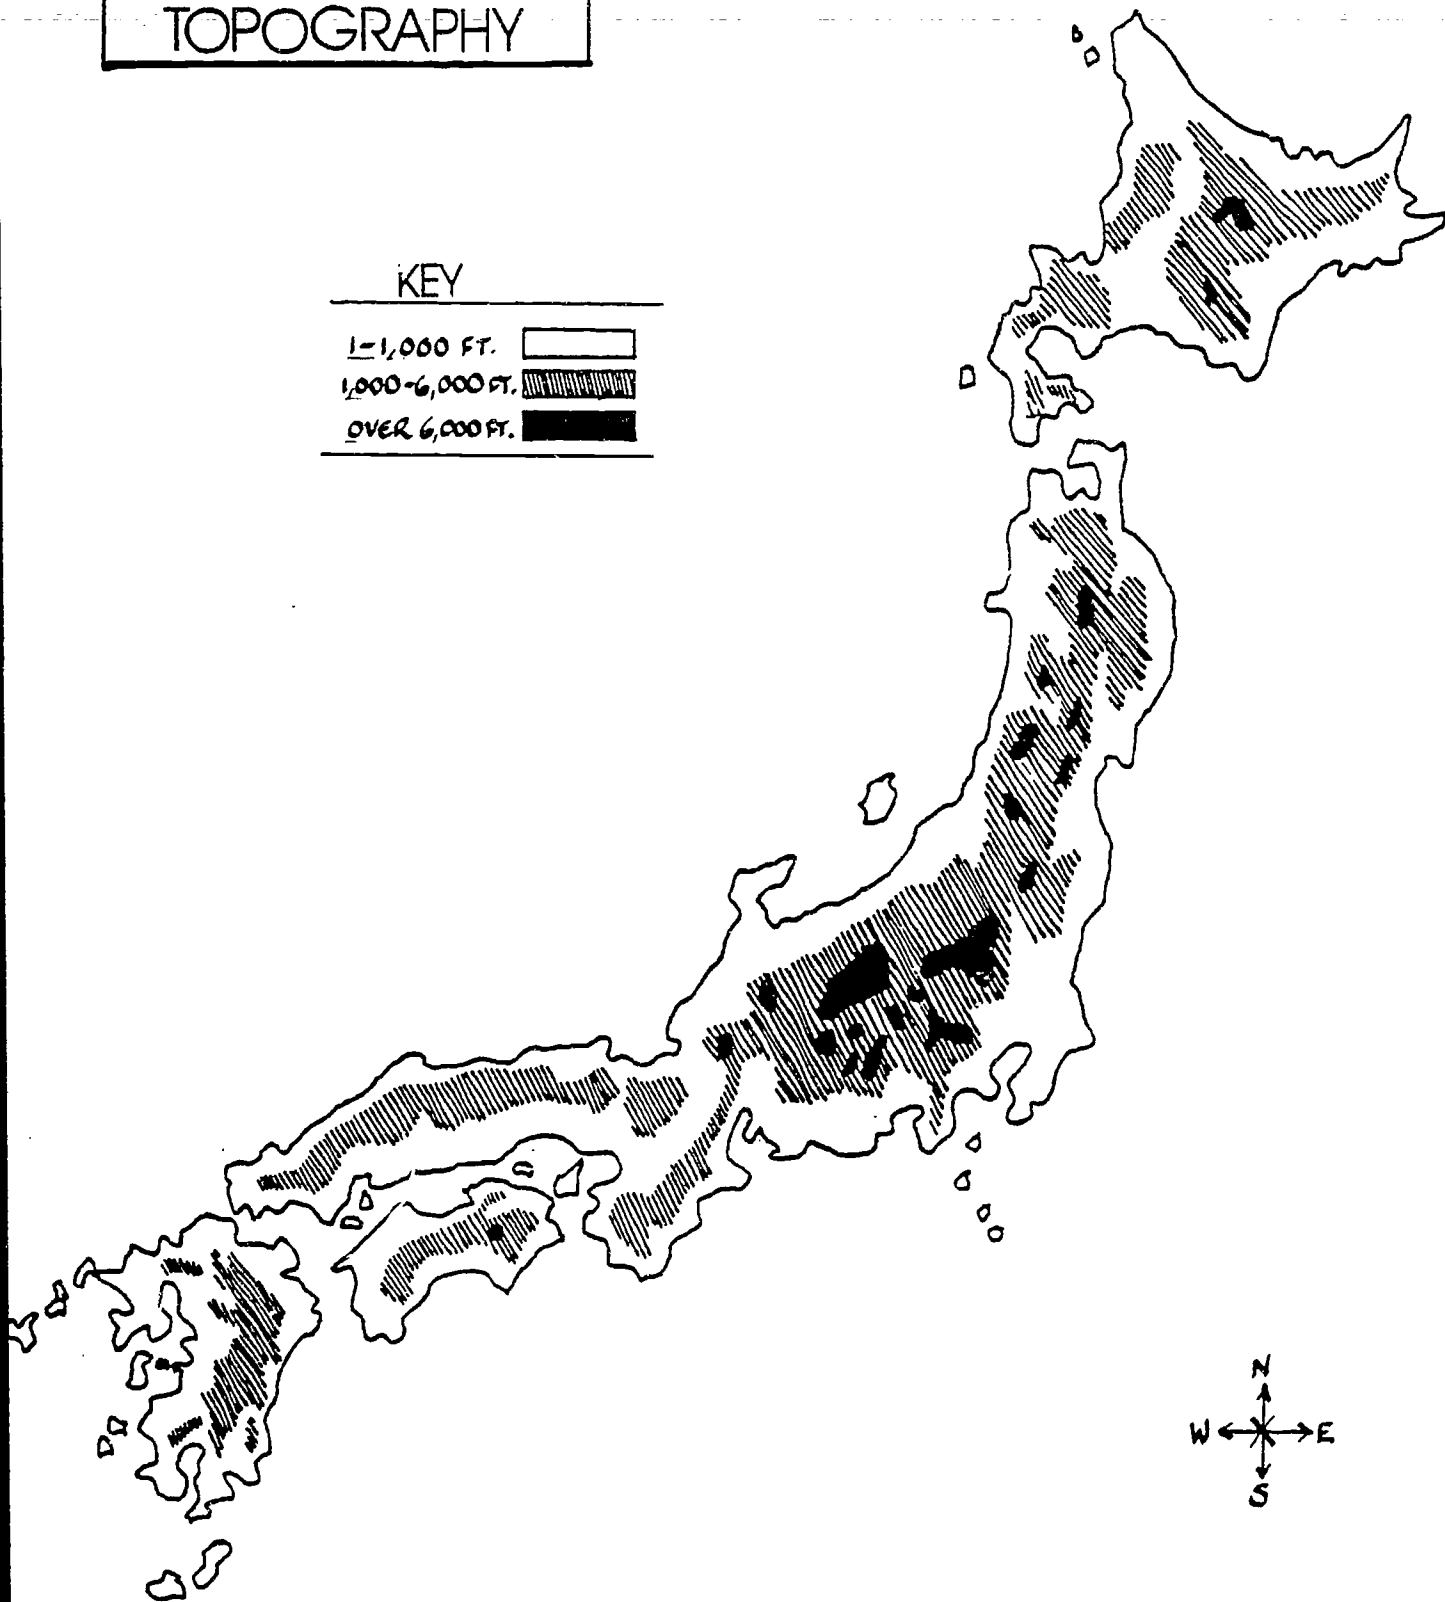 TOPOGRAPHY
KEY
1-1,000 FT.
1,000-6,000 FT.
OVER 6,000 FT.
N
W E
S